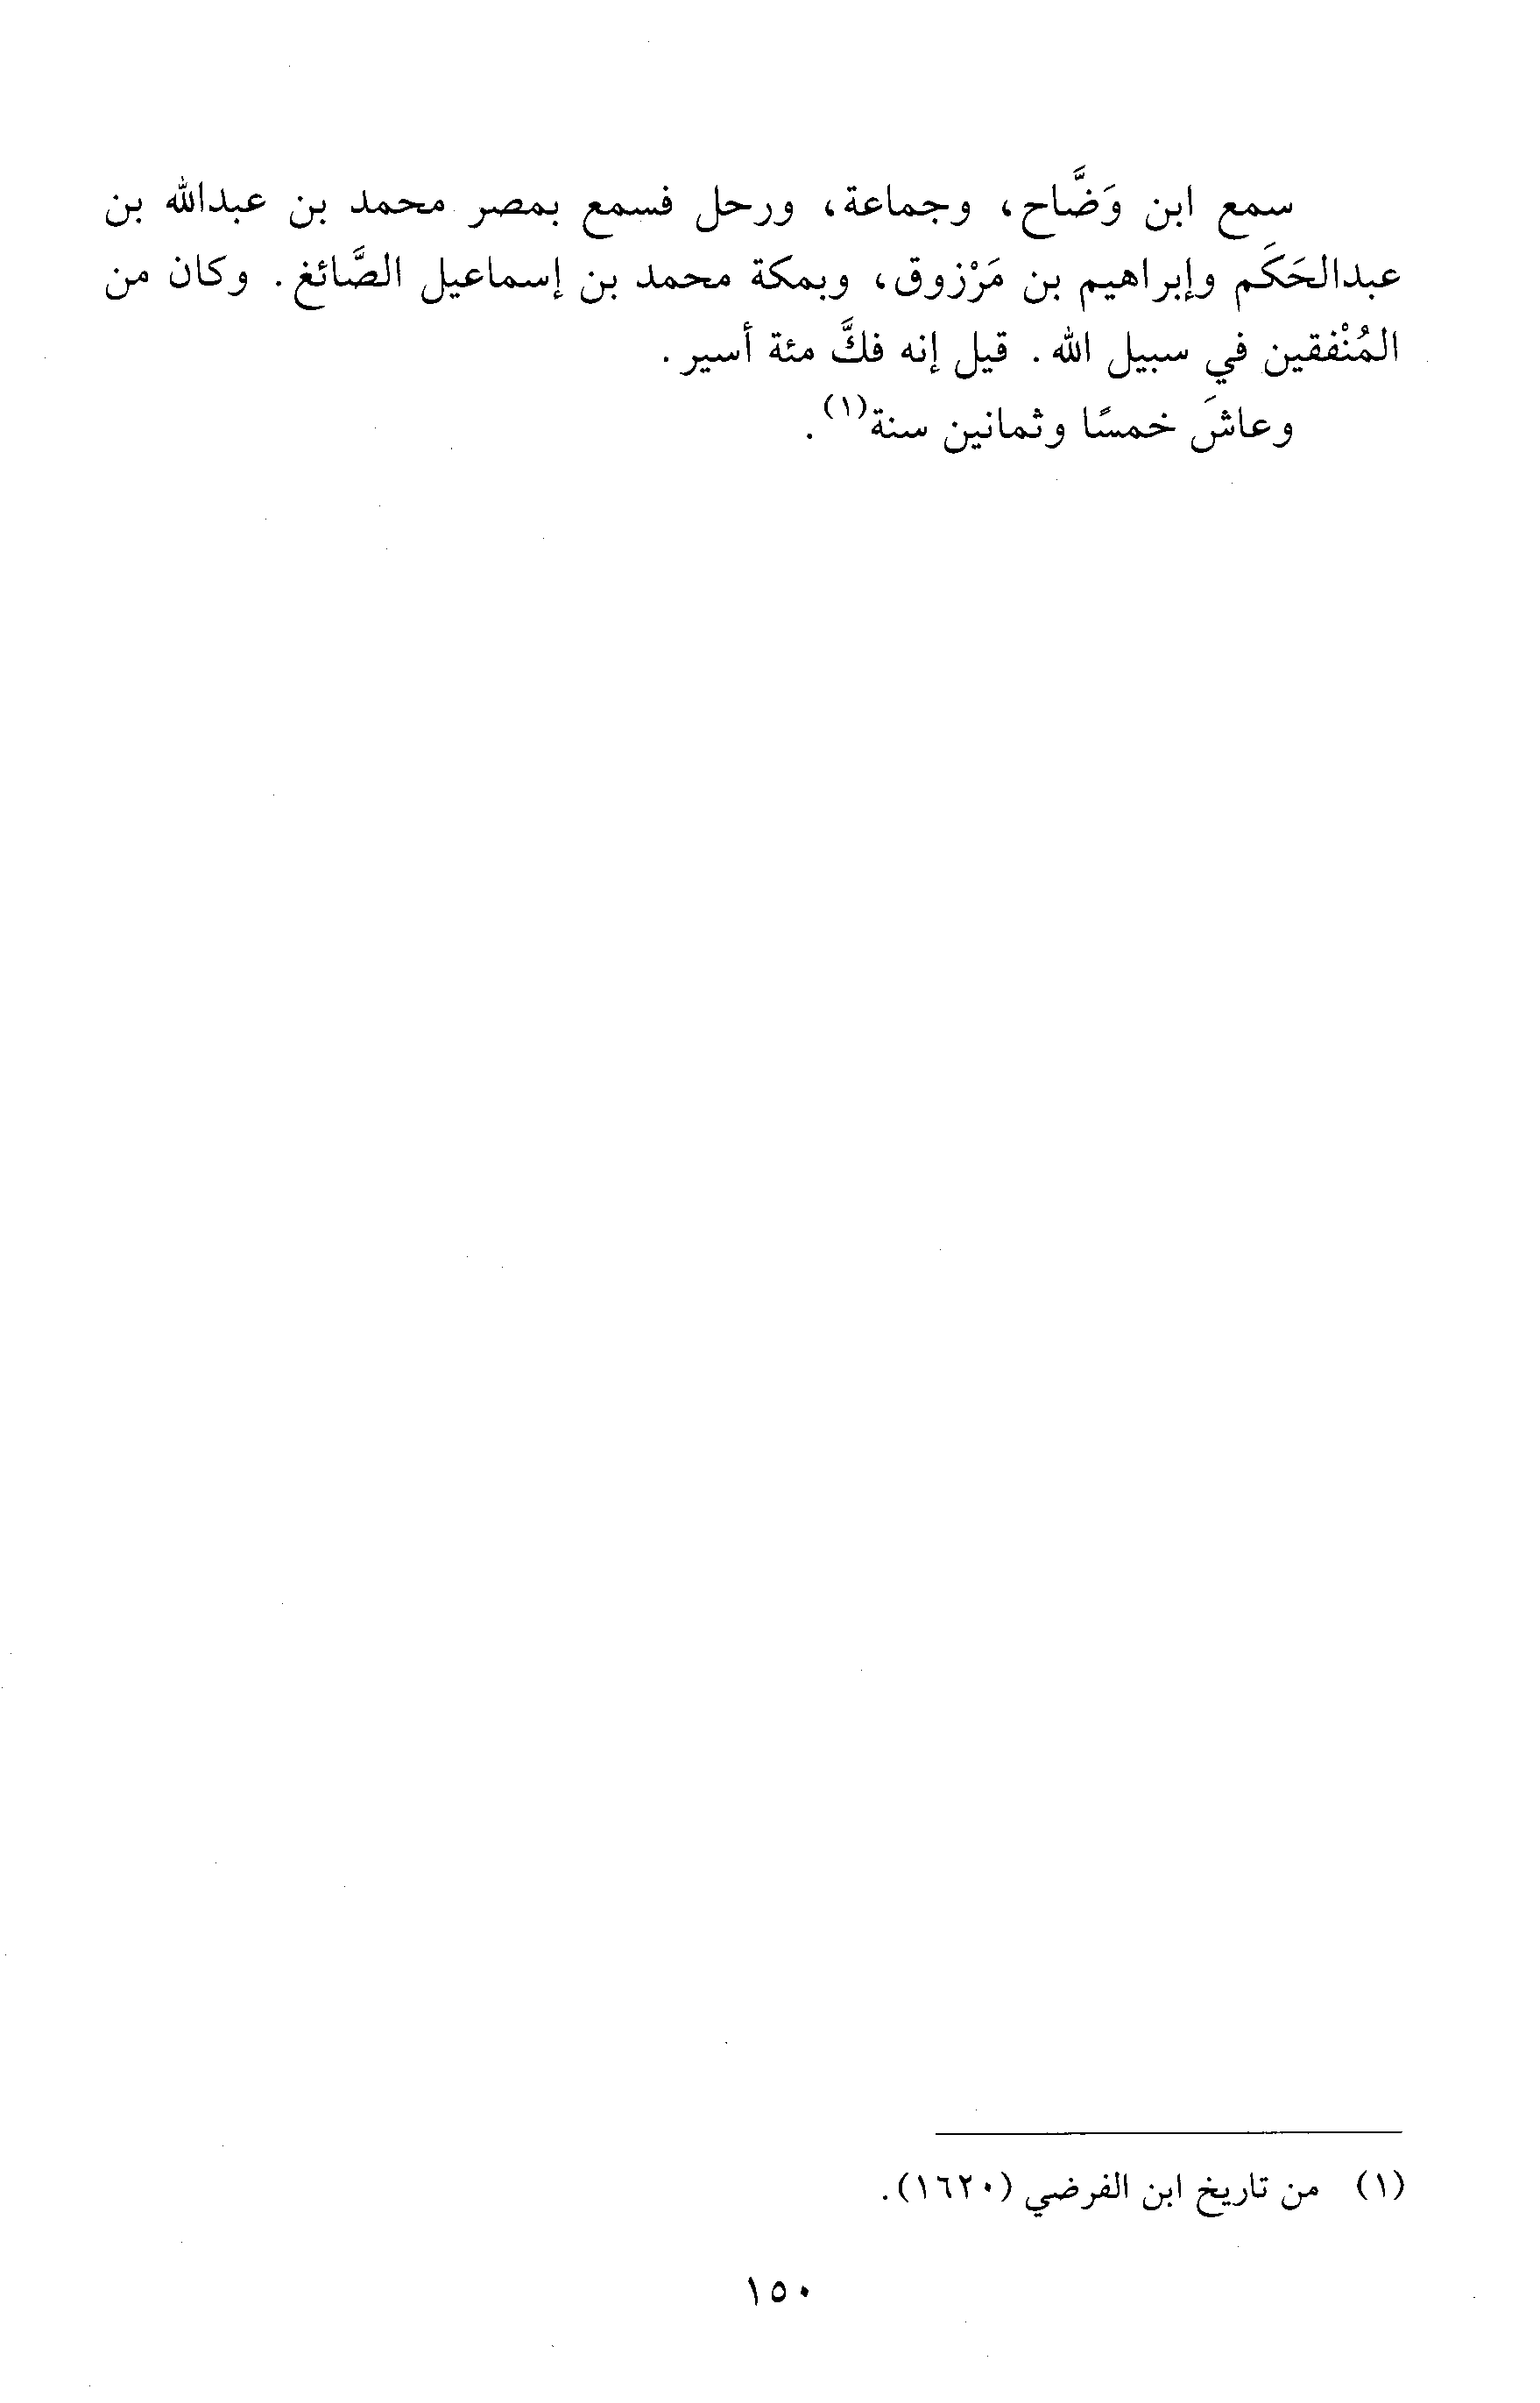 سمع ابن وَضَّاح، وجماعة، ورحل فسمع بمصر محمد بن عبدالله بن
عبدالحَكَم وإبراهيم بن مَرْزوق، وبمكة محمد بن إسماعيل الصَّائغ. وكان من
المُنْفقين في سبيل الله. قيل إنه فكَّ مئة أسير.
وعاشَ خمسًا وثمانين سنة(١).
(١) من تاريخ ابن الفرضي (١٦٢٠).
١٥٠